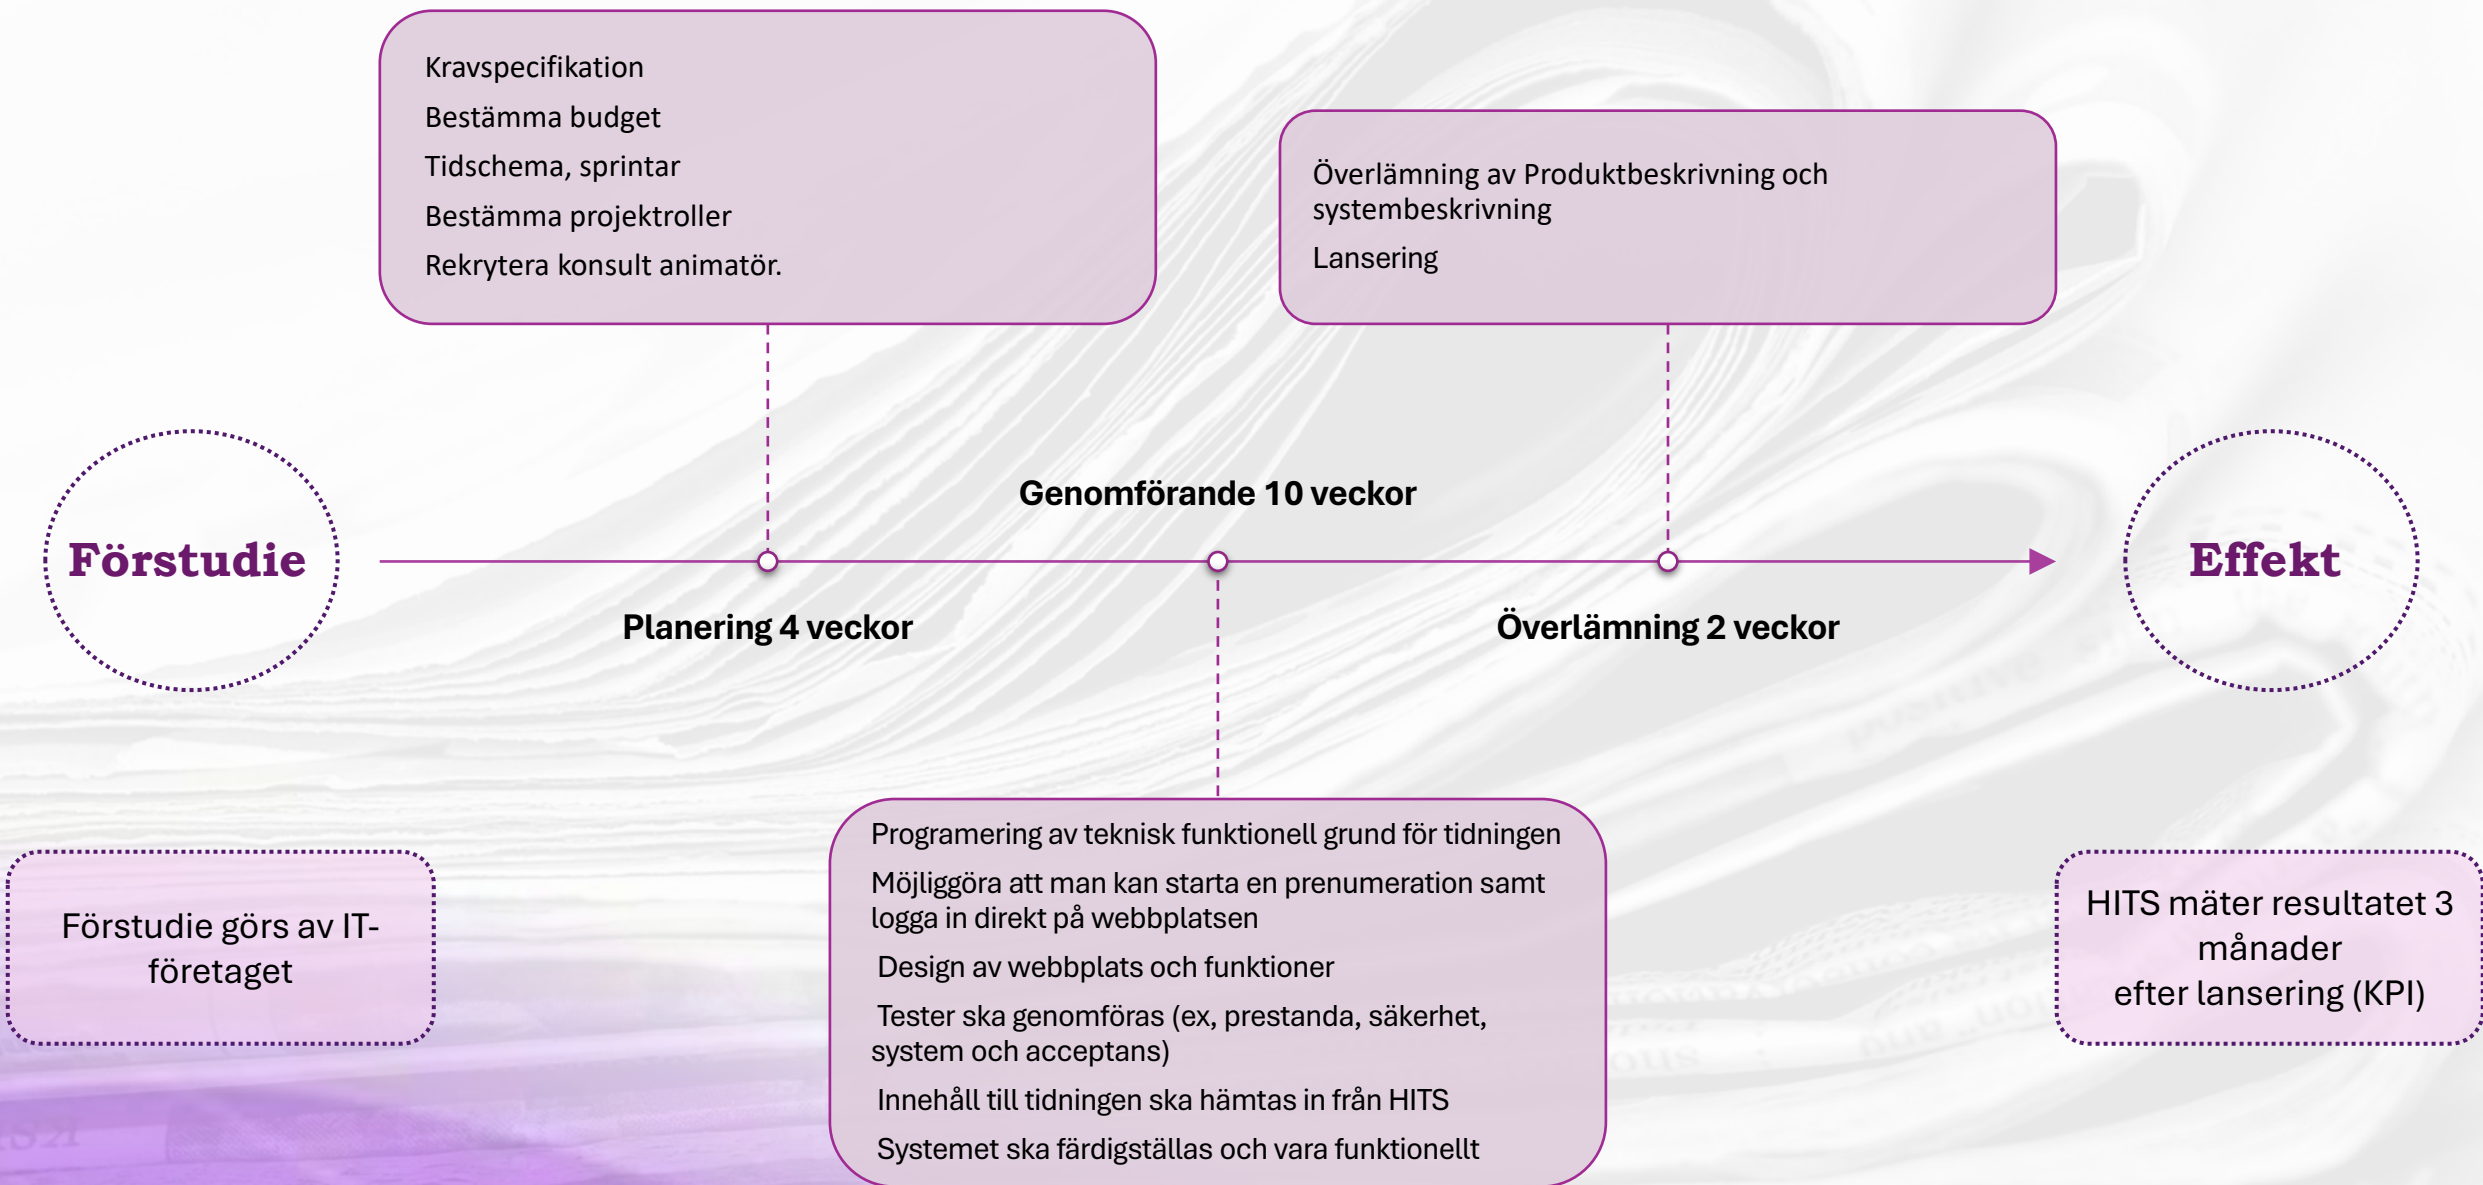 Kravspecifikation
Bestämma budget
Tidschema, sprintar
Bestämma projektroller
Rekrytera konsult animatör.
Överlämning av Produktbeskrivning och
systembeskrivning
Lansering
Genomförande 10 veckor
Förstudie
Effekt
Planering 4 veckor
Överlämning 2 veckor
Förstudie görs av IT-
företaget
Programering av teknisk funktionell grund för tidningen
Möjliggöra att man kan starta en prenumeration samt
logga in direkt på webbplatsen
Design av webbplats och funktioner
Tester ska genomföras (ex, prestanda, säkerhet,
system och acceptans)
Innehåll till tidningen ska hämtas in från HITS
Systemet ska färdigställas och vara funktionellt
HITS mäter resultatet 3
månader
efter lansering (KPI)